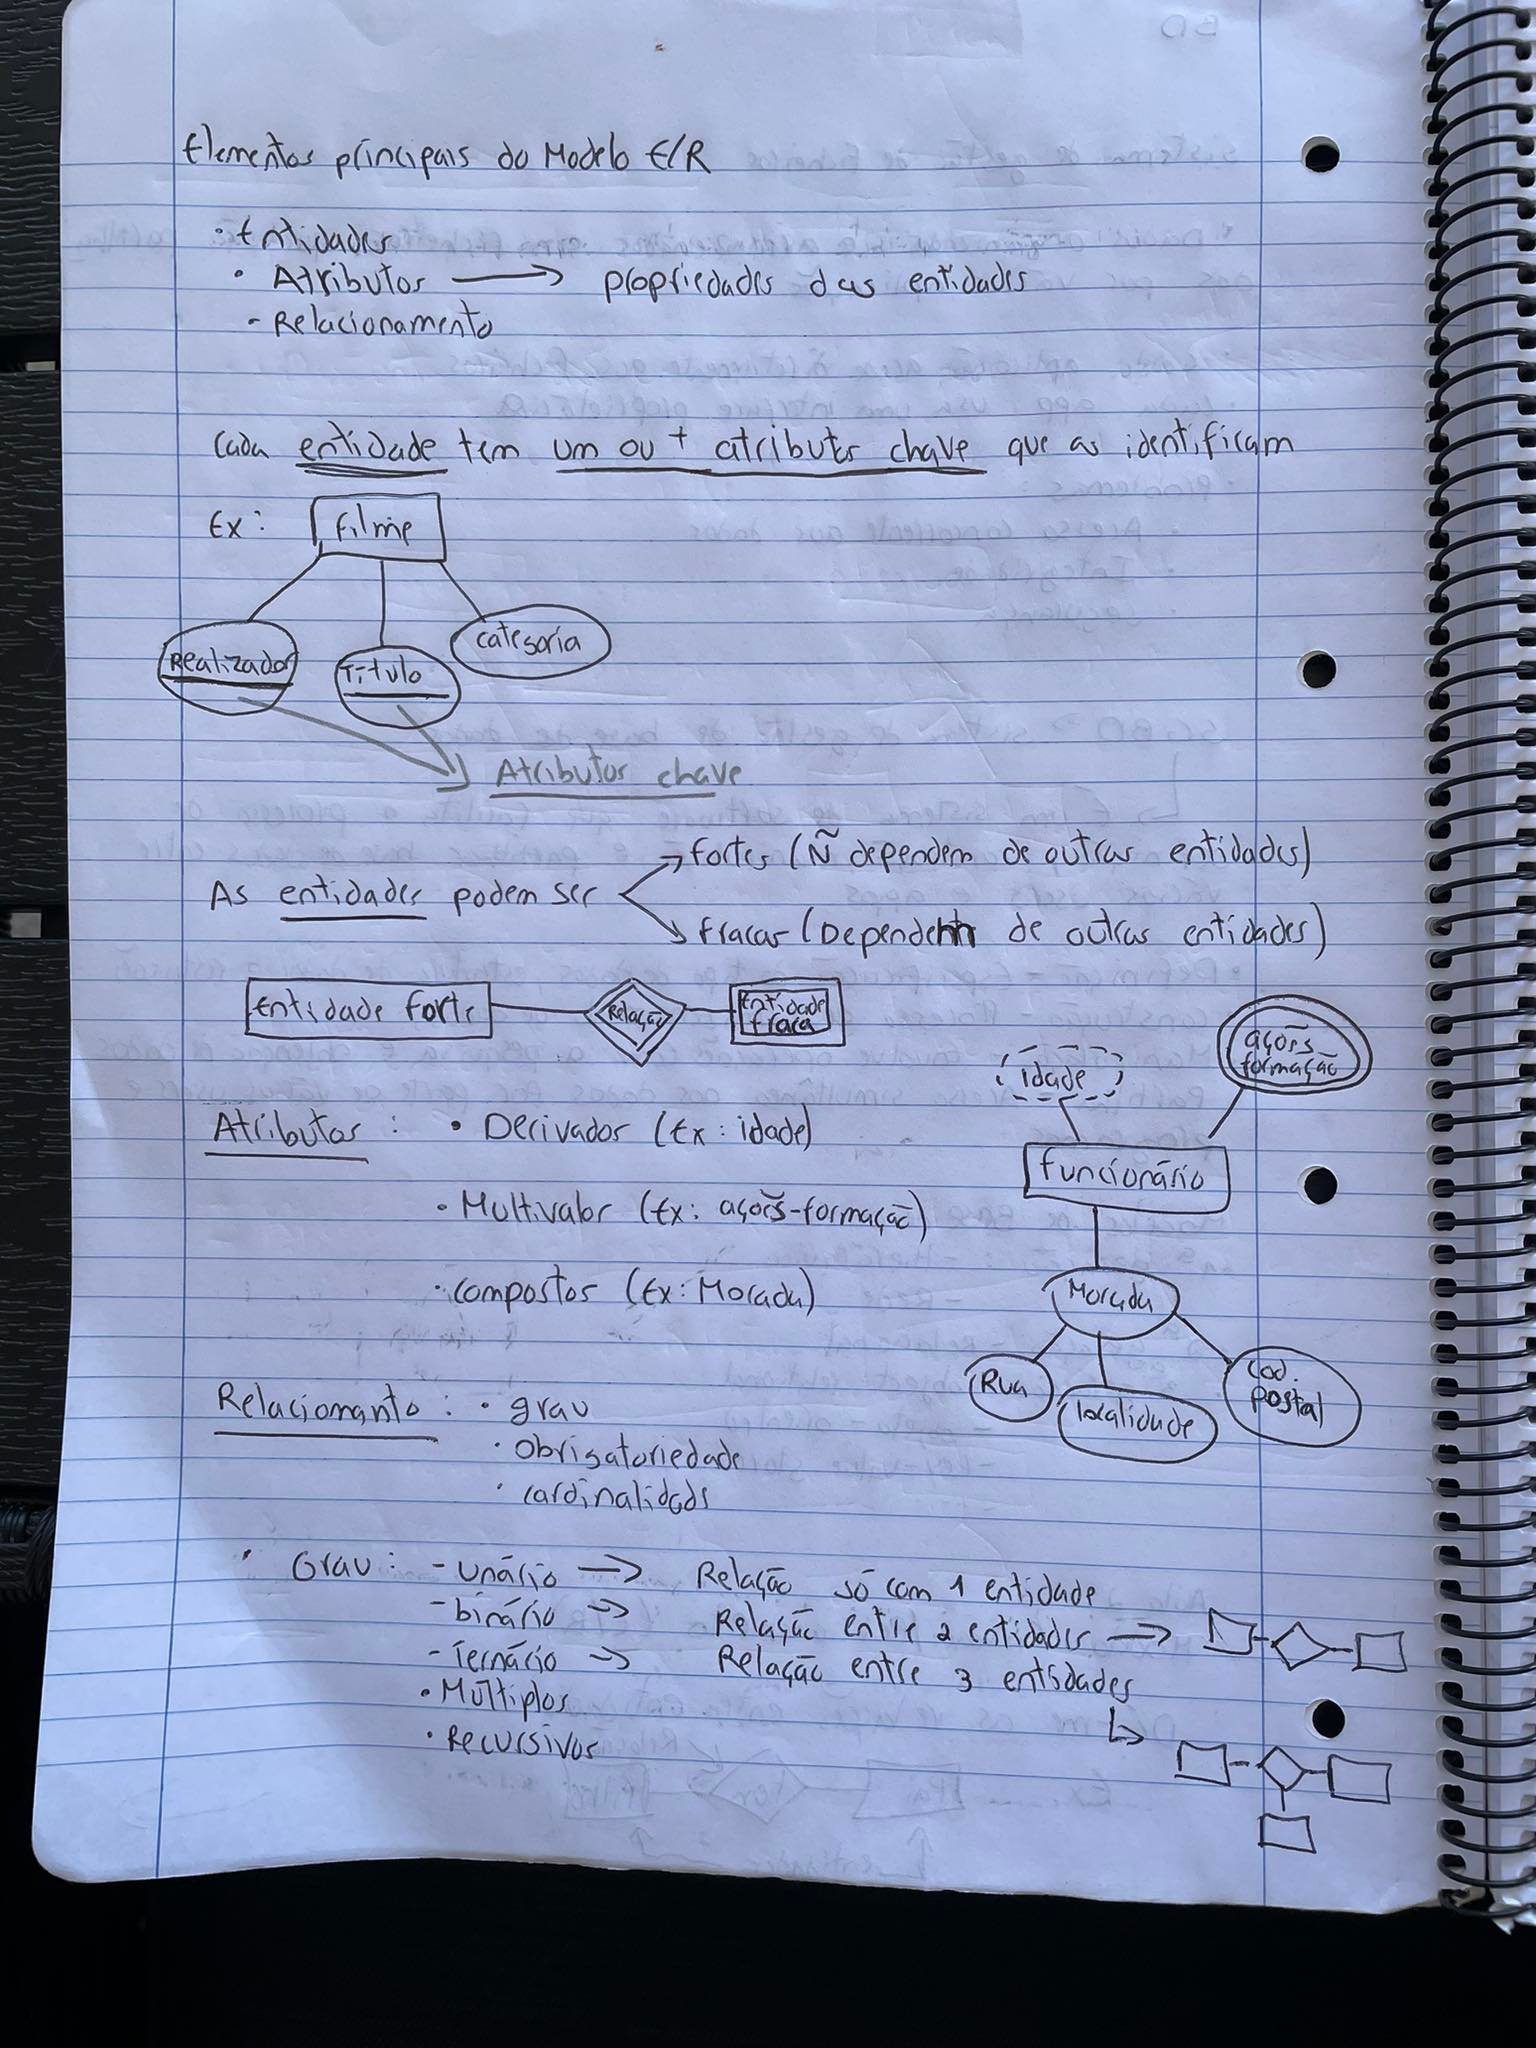 Elementos principais do Modelo E/R
• Entidades
• Atributos → propriedades das entidades
- Relacionamento
Cada entidade tem um ou + atributos chave que as identificam
Ex: Filme
Realizador
Título
Categoria
Atributos chave
As entidades podem ser
→ fortes (Ñ dependem de outras entidades)
→ fracas (Dependem de outras entidades)
Entidade forte
Relação
Entidade fraca
idade
ações formação
Atributos: • Derivados (Ex: idade)
Funcionário
• Multivalor (Ex: ações-formação)
• Compostos (Ex: Morada)
Morada
Rua
localidade
Cod. Postal
Relacionamento: • grau
• Obrigatoriedade
• Cardinalidade
• Grau: - Unário → Relação só com 1 entidade
- binário → Relação entre 2 entidades →
- Ternário → Relação entre 3 entidades
• Múltiplos
• Recursivos